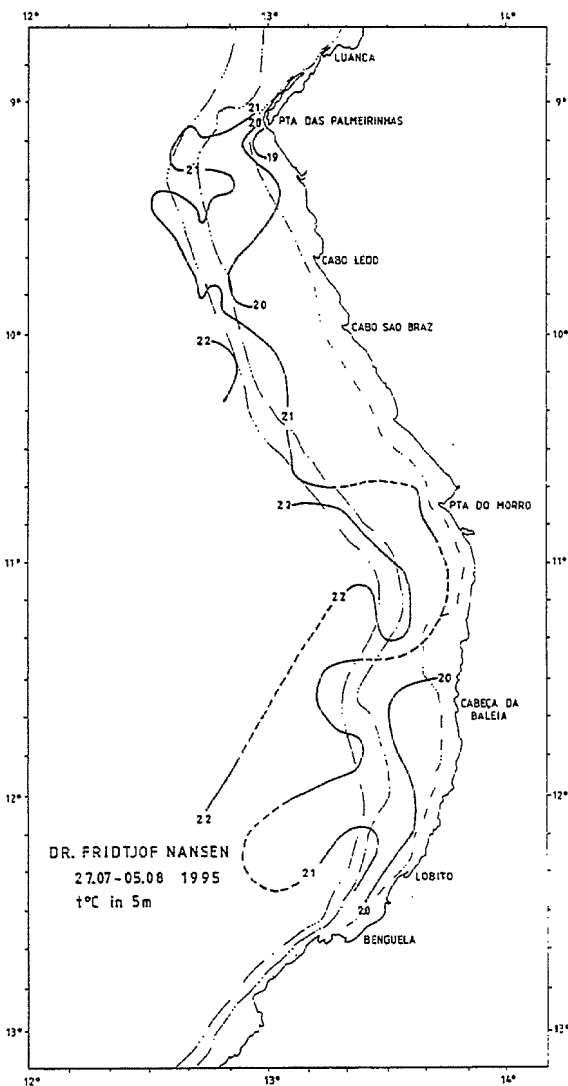 12°
13°
14°
LUANCA
9°
21
20
PTA DAS PALMEIRINHAS
19
21
CABO LEDO
20
CABO SAO BRAZ
10°
10°
22
21
22
PTA DO MORRO
11°
11°
22
20
CABEÇA DA
BALEIA
12°
12°
22
DR. FRIDTJOF NANSEN
27.07-05.08 1995
t°C in 5m
21
LOBITO
20
BENGUELA
13°
13°
12°
13°
14°